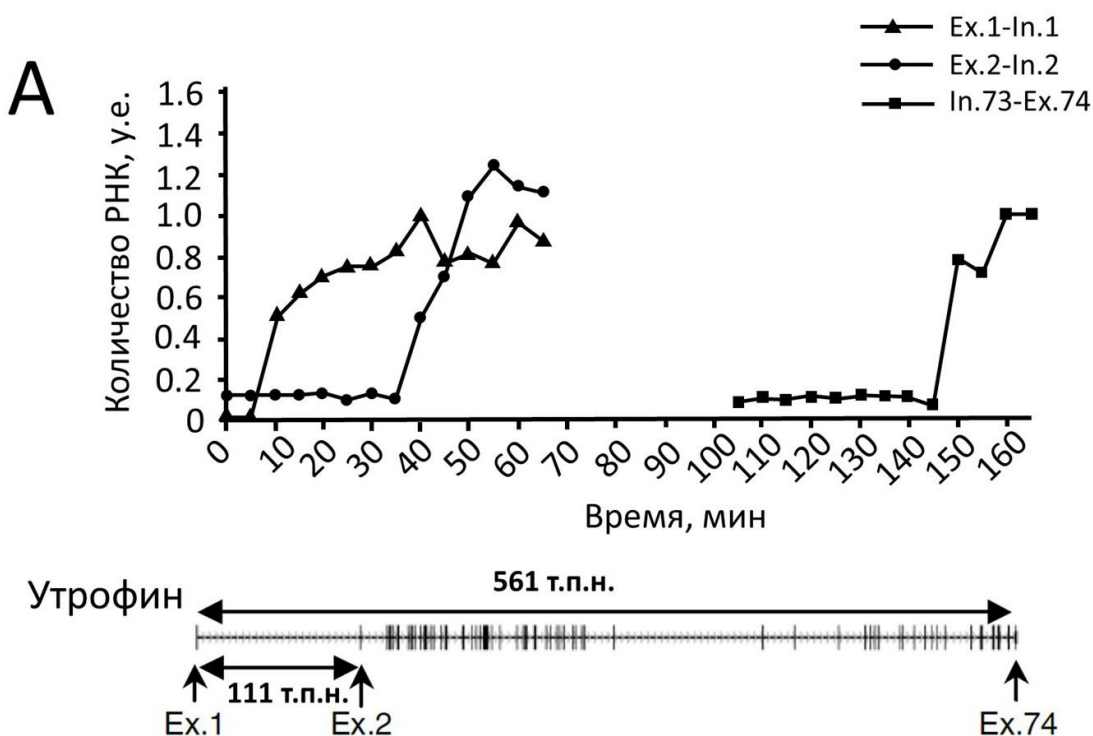 Ex.1-In.1
Ex.2-In.2
In.73-Ex.74
A
Количество РНК, у.е.
1.6
1.4
1.2
1.0
0.8
0.6
0.4
0.2
0
0 10 20 30 40 50 60 70 80 90 100 110 120 130 140 150 160
Время, мин
Утрофин
561 т.п.н.
111 т.п.н.
Ex.1 Ex.2 Ex.74